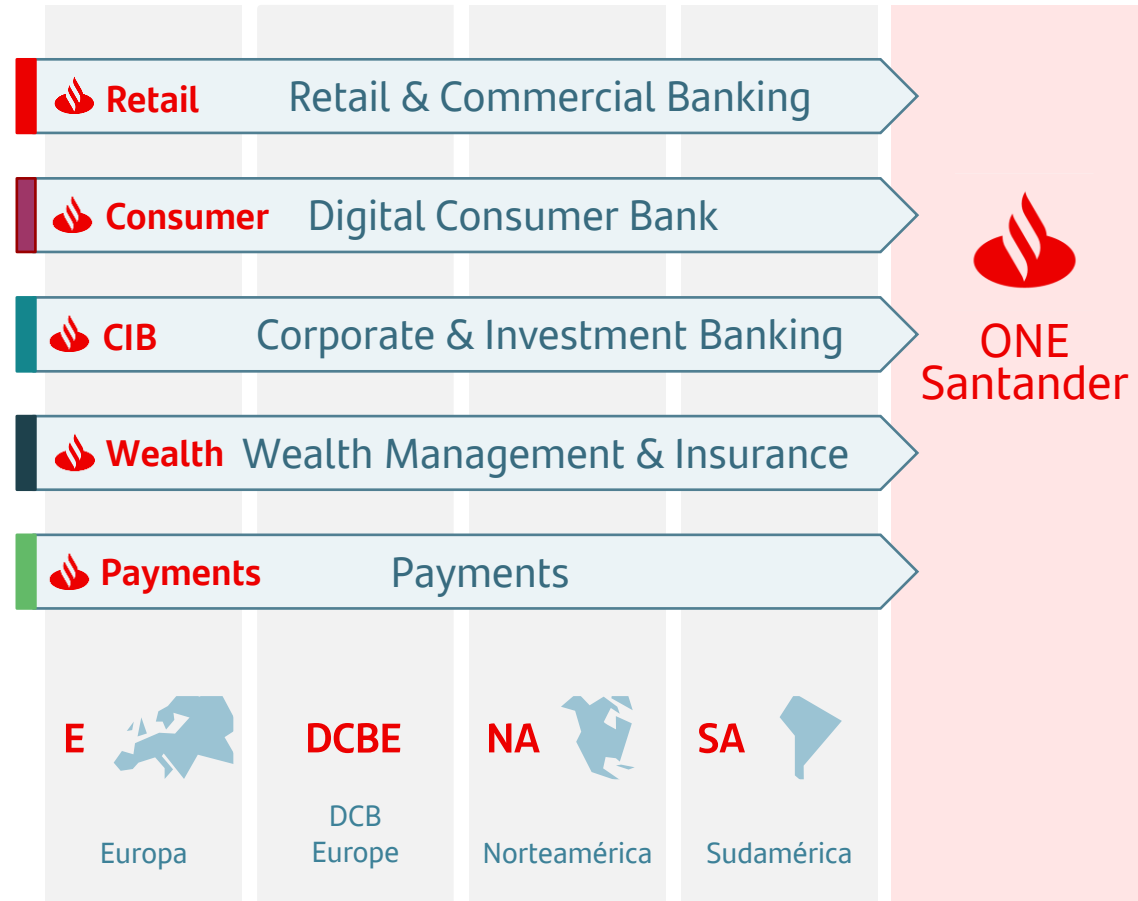 Retail Retail & Commercial Banking
Consumer Digital Consumer Bank
CIB Corporate & Investment Banking
Wealth Wealth Management & Insurance
Payments Payments
ONE
Santander
E
Europa
DCBE
DCB
Europe
NA
Norteamérica
SA
Sudamérica